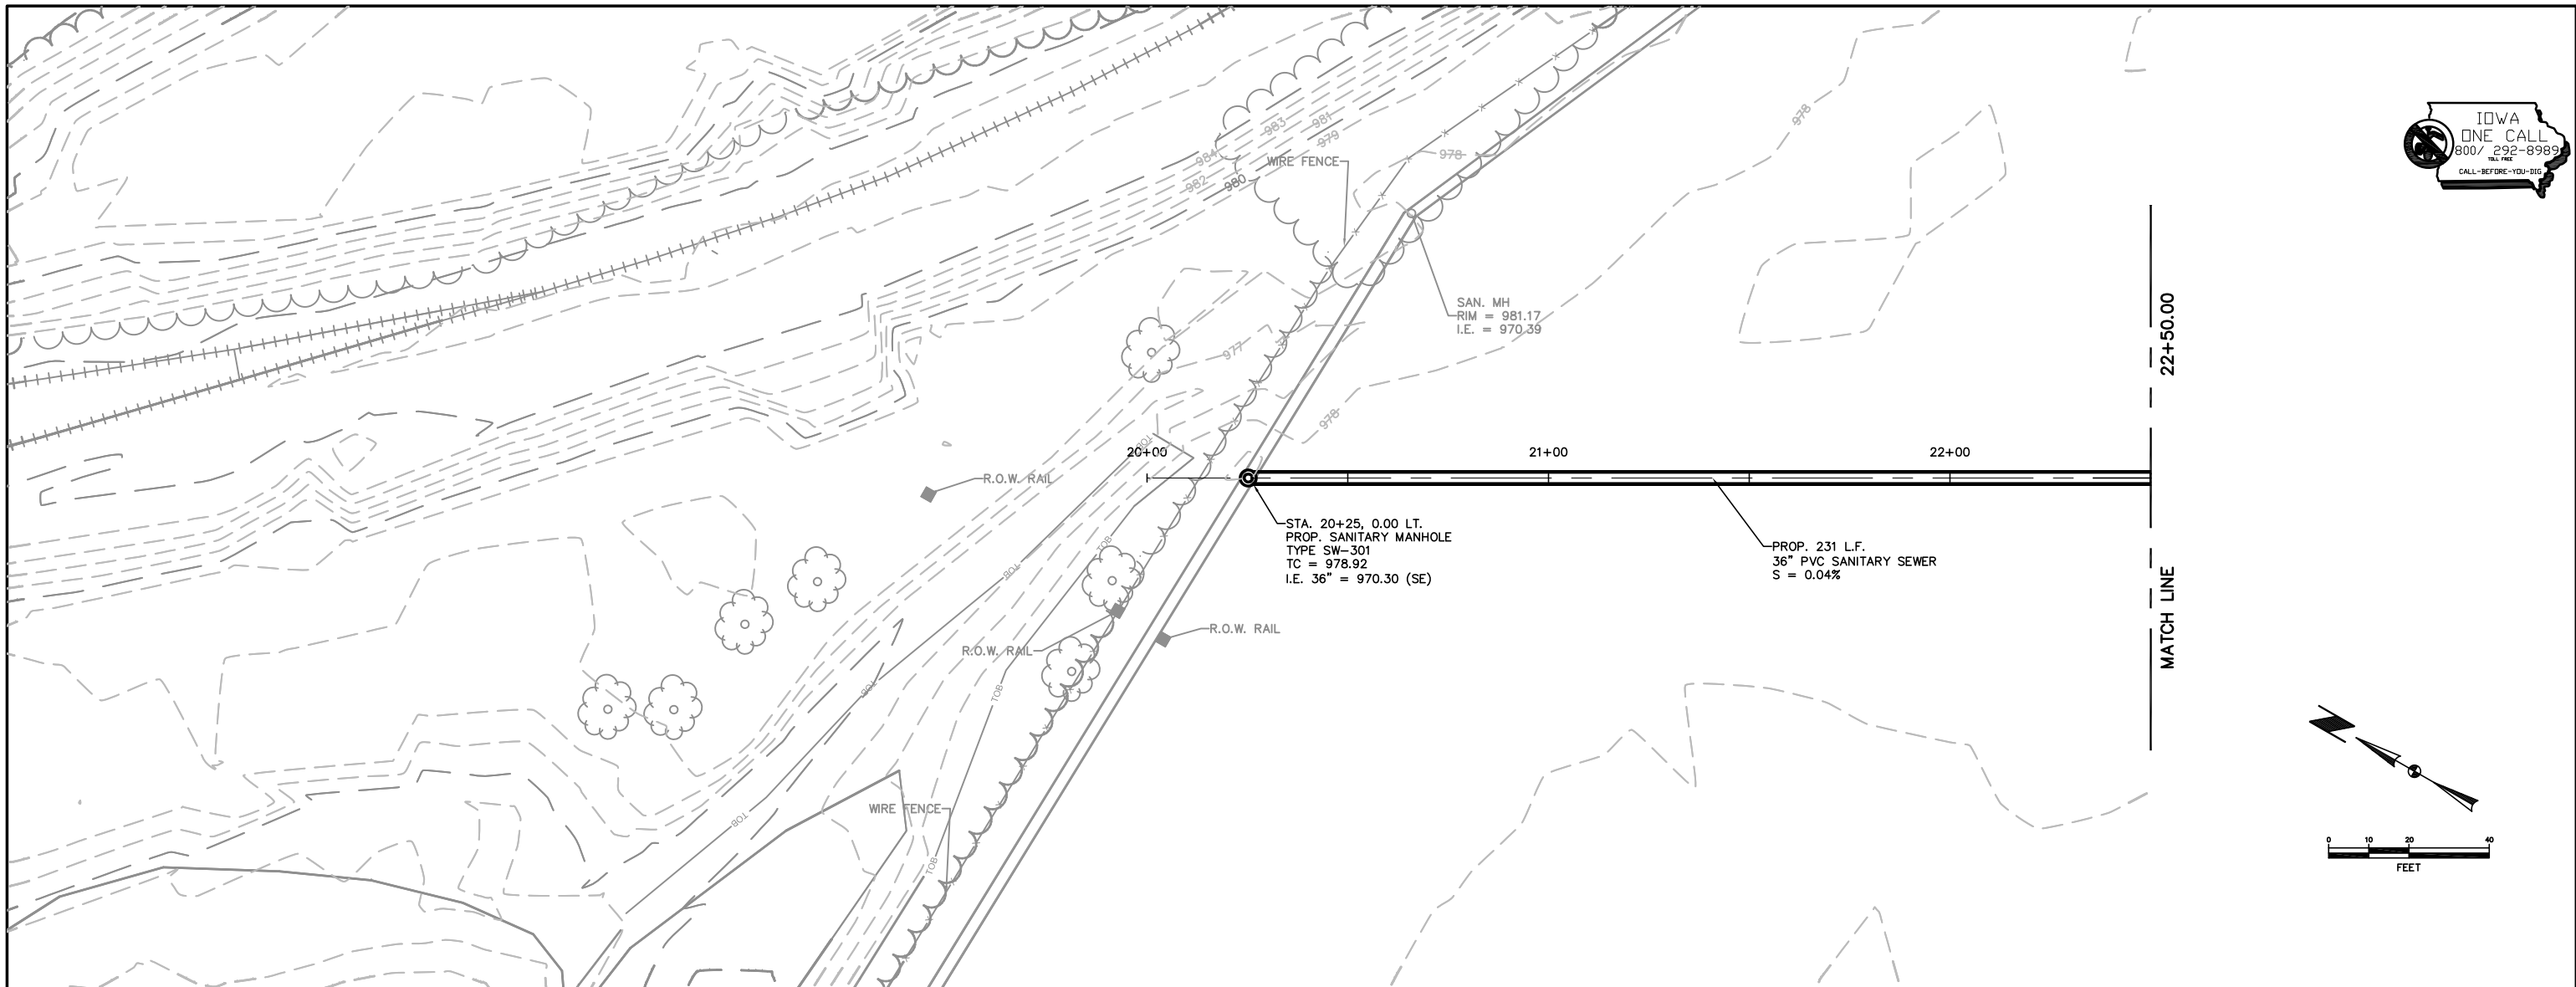 IOWA
ONE CALL
800/ 292-8989
TOLL FREE
CALL-BEFORE-YOU-DIG
983
981
979
984
982
980
WIRE FENCE
978
978
SAN. MH
RIM = 981.17
I.E. = 970.39
977
978
22+50.00
MATCH LINE
20+00
21+00
22+00
TOB
R.O.W. RAIL
STA. 20+25, 0.00 LT.
PROP. SANITARY MANHOLE
TYPE SW-301
TC = 978.92
I.E. 36" = 970.30 (SE)
PROP. 231 L.F.
36" PVC SANITARY SEWER
S = 0.04%
TOB
TOB
R.O.W. RAIL
R.O.W. RAIL
TOB
TOB
WIRE FENCE
TOB
TOB
0 10 20 40
FEET